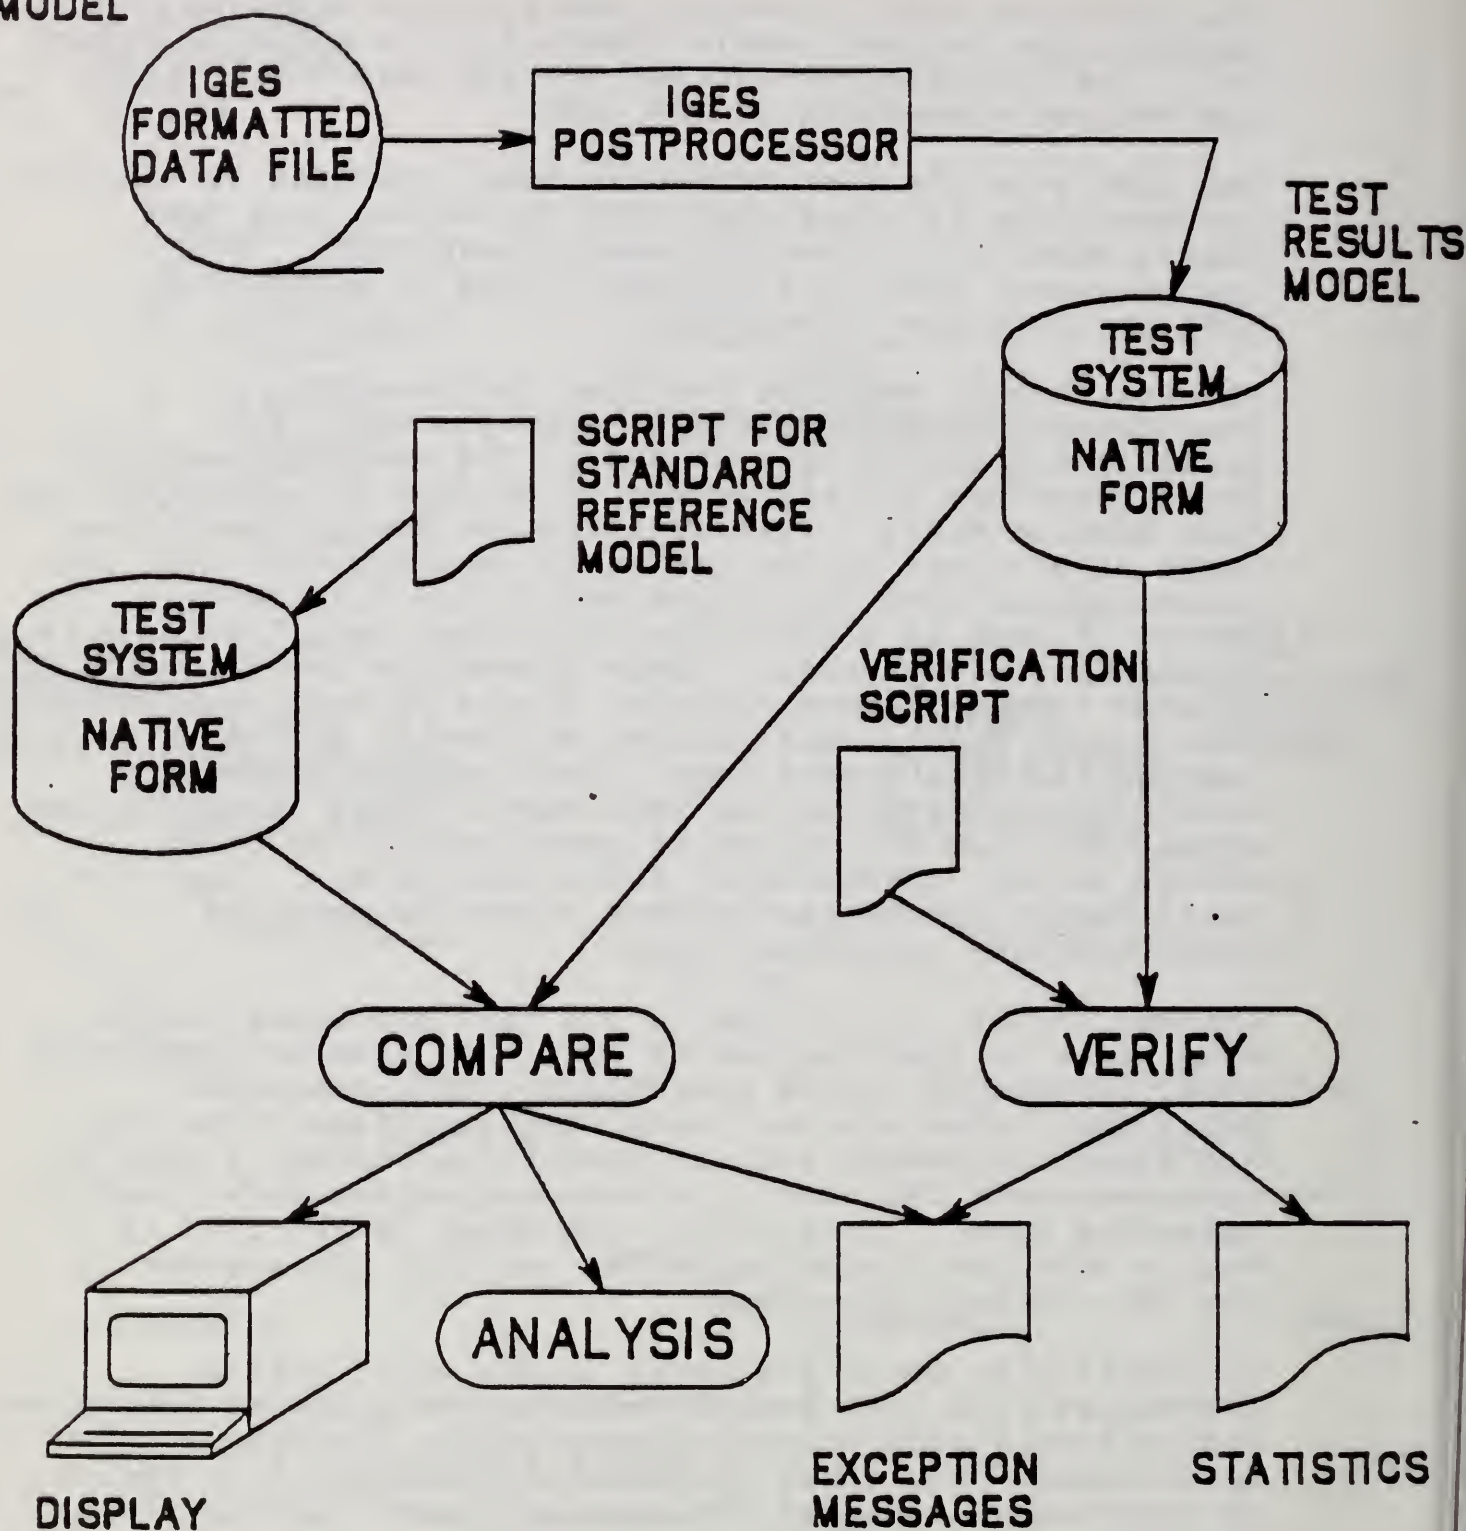 MODEL
IGES
FORMATTED
DATA FILE
IGES
POSTPROCESSOR
TEST
RESULTS
MODEL
TEST
SYSTEM
NATIVE
FORM
SCRIPT FOR
STANDARD
REFERENCE
MODEL
TEST
SYSTEM
NATIVE
FORM
VERIFICATION
SCRIPT
COMPARE
VERIFY
ANALYSIS
DISPLAY
EXCEPTION
MESSAGES
STATISTICS